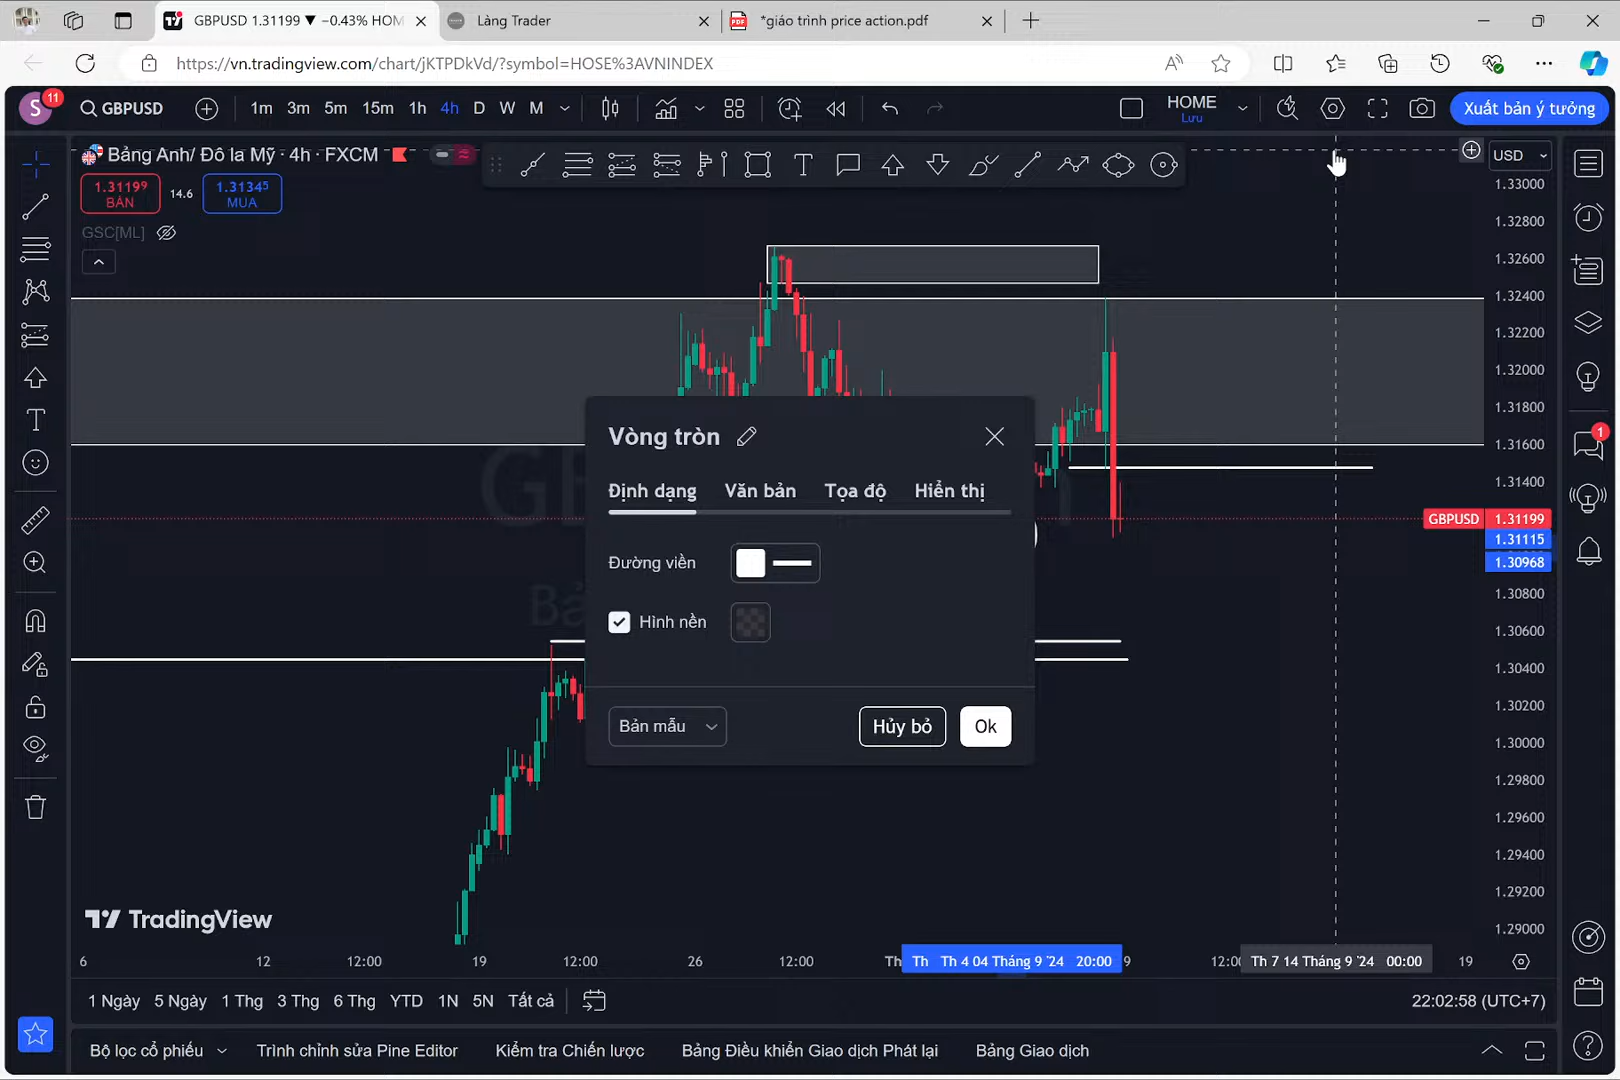 GBPUSD 1.31199 ▼ −0.43% HOM
Làng Trader
*giáo trình price action.pdf
https://vn.tradingview.com/chart/jKTPDkVd/?symbol=HOSE%3AVNINDEX
S
11
GBPUSD
1m 3m 5m 15m 1h 4h D W M
HOME
Lưu
Xuất bản ý tưởng
Bảng Anh/ Đô la Mỹ · 4h · FXCM
USD
1.31199
BÁN
14.6
1.31345
MUA
GSC[ML]
T
T
1.33000
1.32800
1.32600
1.32400
1.32200
1.32000
1.31800
1.31600
1.31400
GBPUSD 1.31199
1.31115
1.30968
1.30800
1.30600
1.30400
1.30200
1.30000
1.29800
1.29600
1.29400
1.29200
1.29000
1
Vòng tròn
Định dạng Văn bản Tọa độ Hiển thị
Đường viền
Hình nền
Bản mẫu
Hủy bỏ
Ok
TradingView
6 12 12:00 19 12:00 26 12:00 Th Th 4 04 Tháng 9 '24 20:00 9 12:00 Th 7 14 Tháng 9 '24 00:00 19
1 Ngày 5 Ngày 1 Thg 3 Thg 6 Thg YTD 1N 5N Tất cả
22:02:58 (UTC+7)
Bộ lọc cổ phiếu Trình chỉnh sửa Pine Editor Kiểm tra Chiến lược Bảng Điều khiển Giao dịch Phát lại Bảng Giao dịch